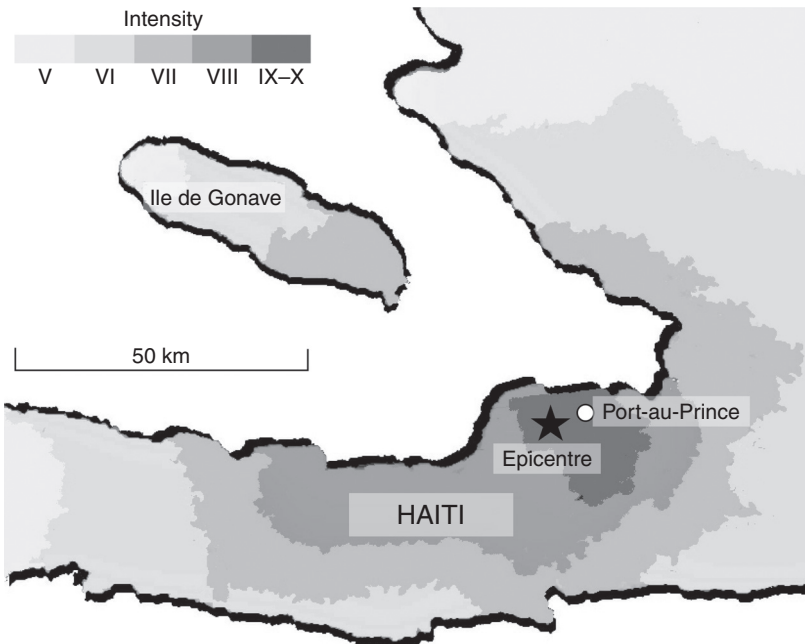 Intensity
V VI VII VIII IX–X
Ile de Gonave
50 km
Port-au-Prince
Epicentre
HAITI